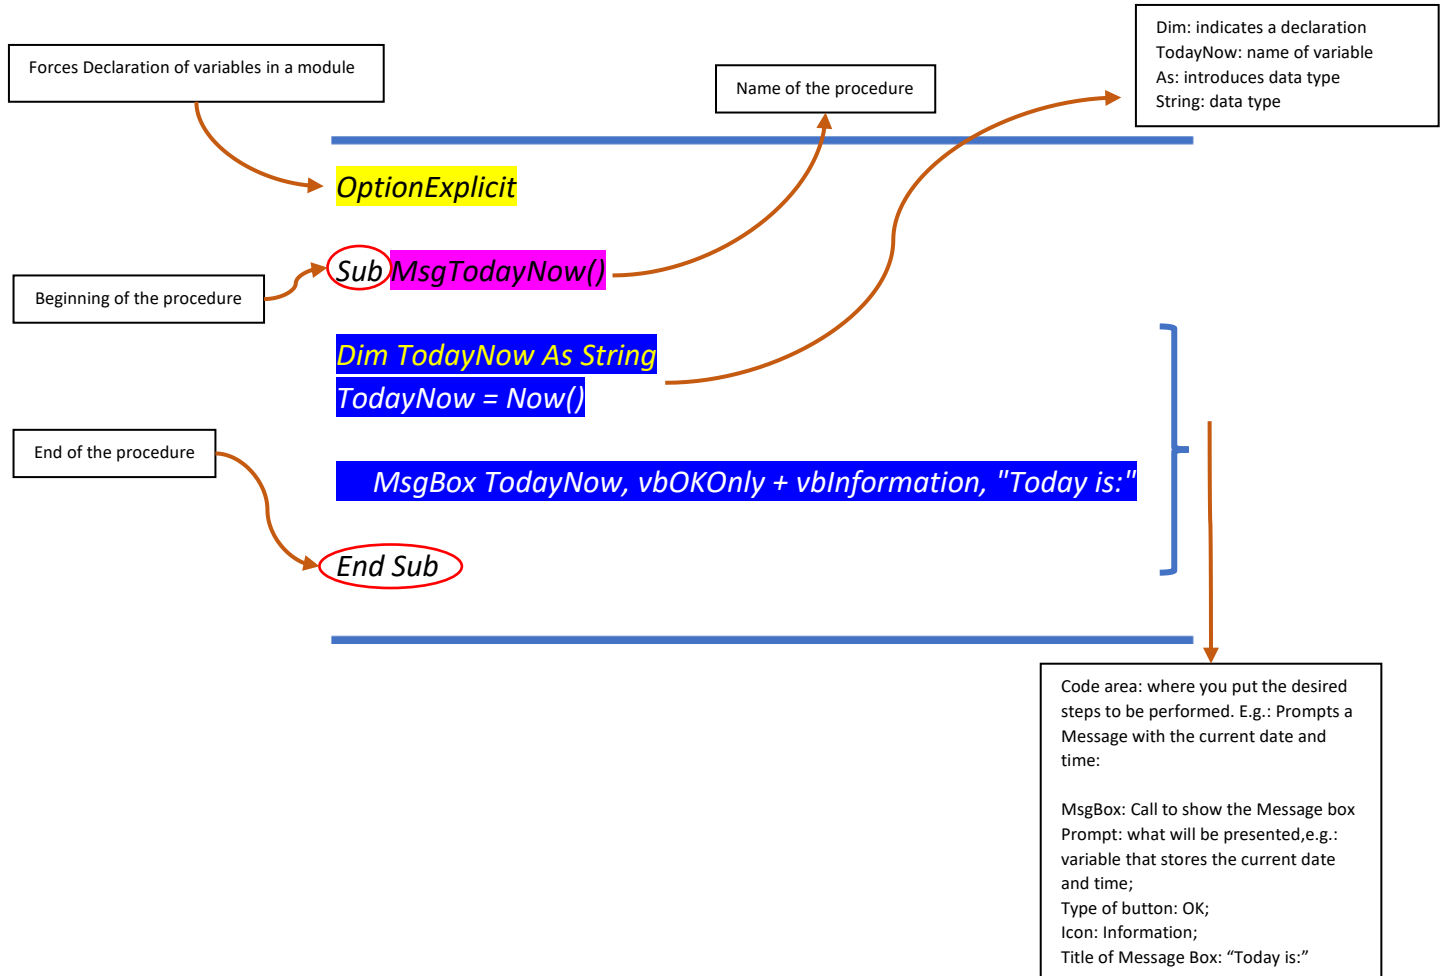 Forces Declaration of variables in a module
Name of the procedure
Dim: indicates a declaration
TodayNow: name of variable
As: introduces data type
String: data type
OptionExplicit
Sub MsgTodayNow()
Beginning of the procedure
Dim TodayNow As String
TodayNow = Now()
End of the procedure
MsgBox TodayNow, vbOKOnly + vbInformation, "Today is:"
End Sub
Code area: where you put the desired
steps to be performed. E.g.: Prompts a
Message with the current date and
time:
MsgBox: Call to show the Message box
Prompt: what will be presented,e.g.:
variable that stores the current date
and time;
Type of button: OK;
Icon: Information;
Title of Message Box: “Today is:”